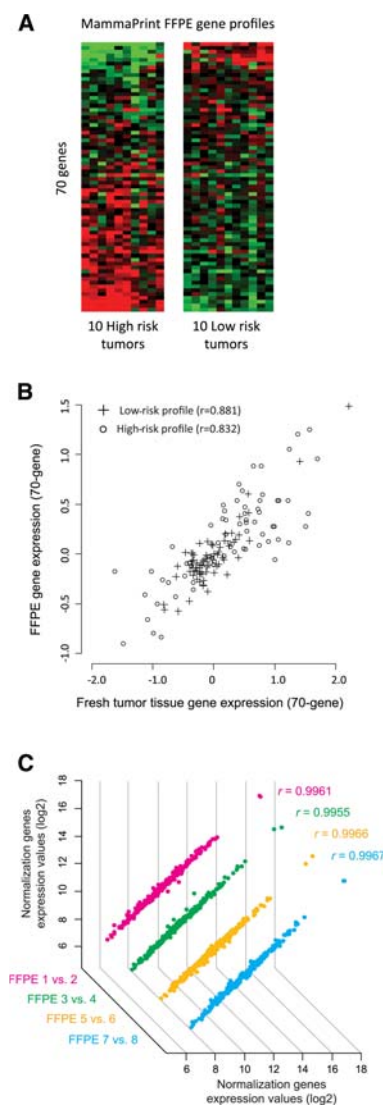 A
MammaPrint FFPE gene profiles
70 genes
10 High risk
tumors
10 Low risk
tumors
B
FFPE gene expression (70-gene)
1.5
1.0
0.5
0.0
-0.5
-1.0
+ Low-risk profile (r=0.881)
o High-risk profile (r=0.832)
-2.0 -1.0 0 1.0 2.0
Fresh tumor tissue gene expression (70-gene)
C
Normalization genes
expression values (log2)
18
16
14
12
10
8
6
r = 0.9961
r = 0.9955
r = 0.9966
r = 0.9967
FFPE 1 vs. 2
FFPE 3 vs. 4
FFPE 5 vs. 6
FFPE 7 vs. 8
6 8 10 12 14 16 18
Normalization genes
expression values (log2)